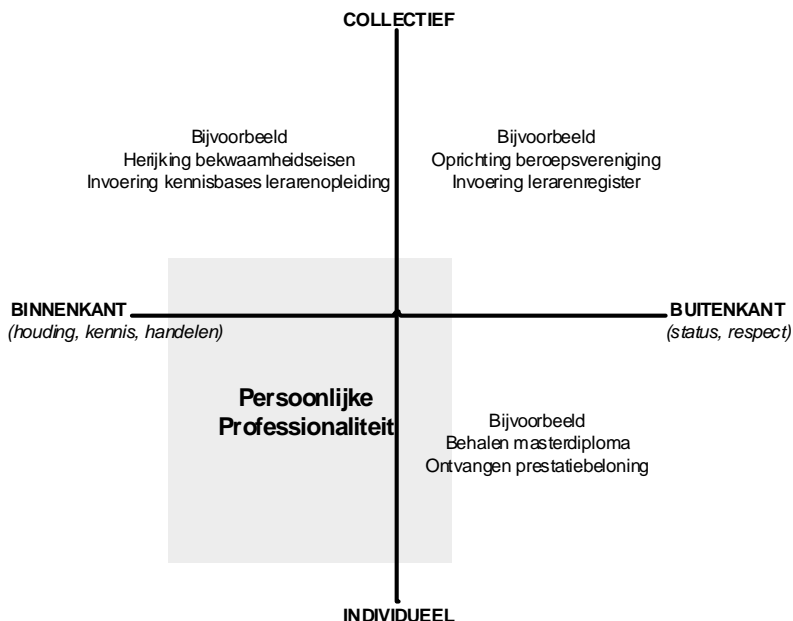 COLLECTIEF
Bijvoorbeeld
Herijking bekwaamheidseisen
Invoering kennisbases lerarenopleiding
Bijvoorbeeld
Oprichting beroepsvereniging
Invoering lerarenregister
BINNENKANT
(houding, kennis, handelen)
BUITENKANT
(status, respect)
Persoonlijke
Professionaliteit
Bijvoorbeeld
Behalen masterdiploma
Ontvangen prestatiebeloning
INDIVIDUEEL